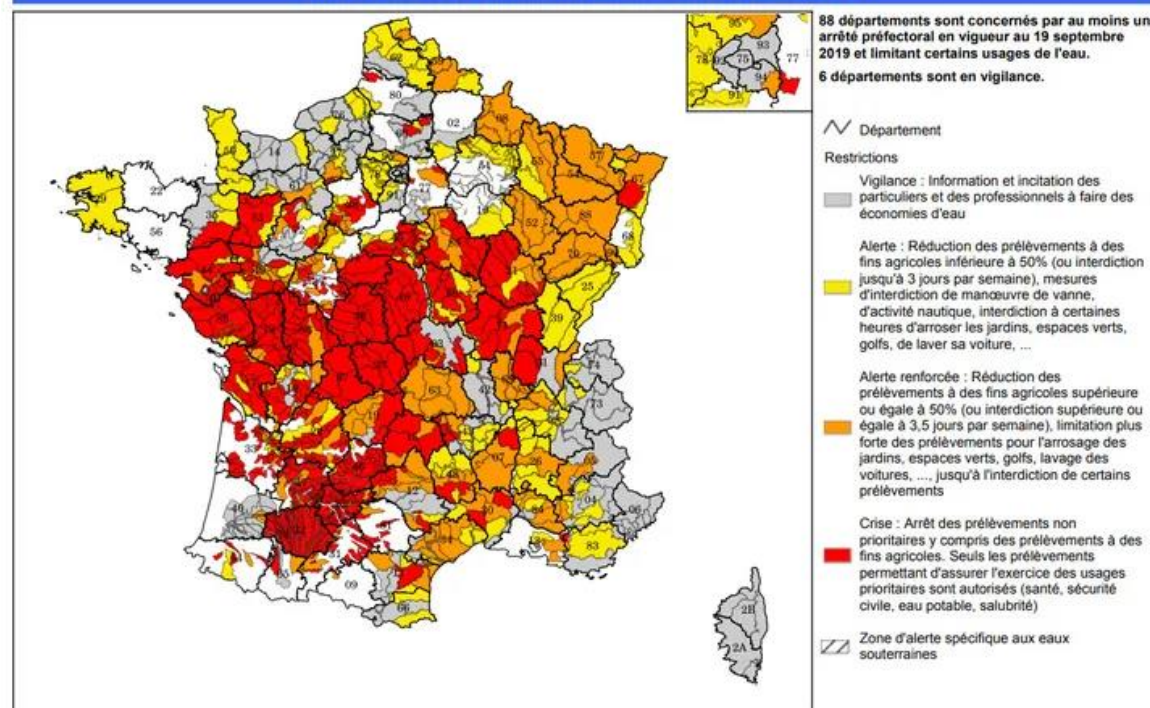 88 départements sont concernés par au moins un
arrêté préfectoral en vigueur au 19 septembre
2019 et limitant certains usages de l'eau.
6 départements sont en vigilance.
Département
Restrictions
Vigilance : Information et incitation des
particuliers et des professionnels à faire des
économies d'eau
Alerte : Réduction des prélèvements à des
fins agricoles inférieure à 50% (ou interdiction
jusqu'à 3 jours par semaine), mesures
d'interdiction de manœuvre de vanne,
d'activité nautique, interdiction à certaines
heures d'arroser les jardins, espaces verts,
golfs, de laver sa voiture, ...
Alerte renforcée : Réduction des
prélèvements à des fins agricoles supérieure
ou égale à 50% (ou interdiction supérieure ou
égale à 3,5 jours par semaine), limitation plus
forte des prélèvements pour l'arrosage des
jardins, espaces verts, golfs, lavage des
voitures, ..., jusqu'à l'interdiction de certains
prélèvements
Crise : Arrêt des prélèvements non
prioritaires y compris des prélèvements à des
fins agricoles. Seuls les prélèvements
permettant d'assurer l'exercice des usages
prioritaires sont autorisés (santé, sécurité
civile, eau potable, salubrité)
Zone d'alerte spécifique aux eaux
souterraines
95
93
75
77
94
91
62
80
02
76
14
50
22
29
35
56
08
55
57
67
54
52
88
68
70
25
39
74
73
63
42
33
40
09
66
07
26
04
06
83
84
34
2B
2A